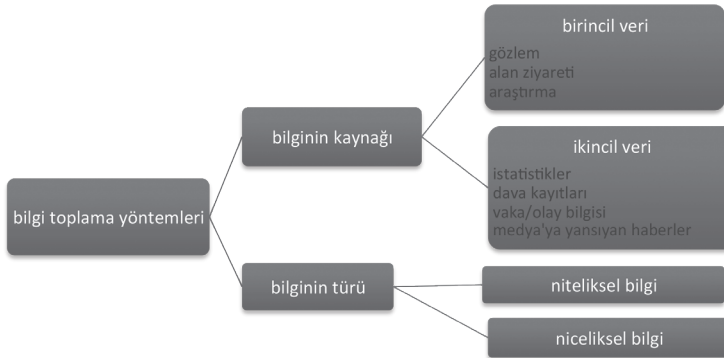 bilgi toplama yöntemleri
bilginin kaynağı
birincil veri
gözlem
alan ziyareti
araştırma
ikincil veri
istatistikler
dava kayıtları
vaka/olay bilgisi
medya'ya yansıyan haberler
bilginin türü
niteliksel bilgi
niceliksel bilgi